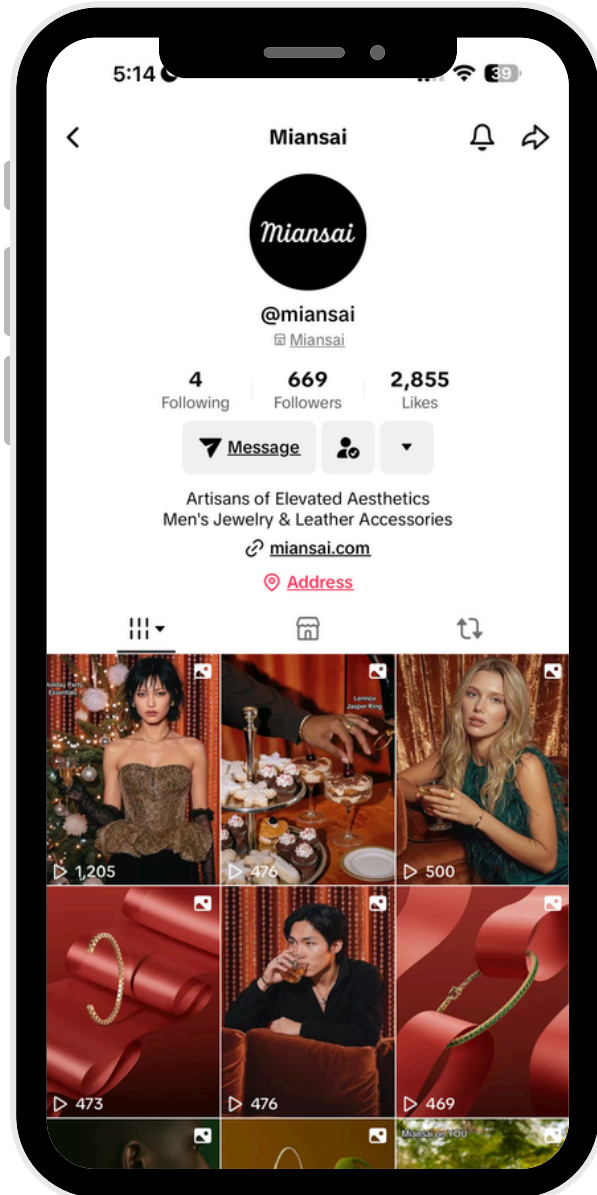 5:14
39
Miansai
Miansai
@miansai
Miansai
4 669 2,855
Following Followers Likes
Message
Artisans of Elevated Aesthetics
Men's Jewelry & Leather Accessories
miansai.com
Address
Holiday Party
Essentials
Lennox
Jasper Ring
1,205 476 500
473 476 469
Miansai on YOU